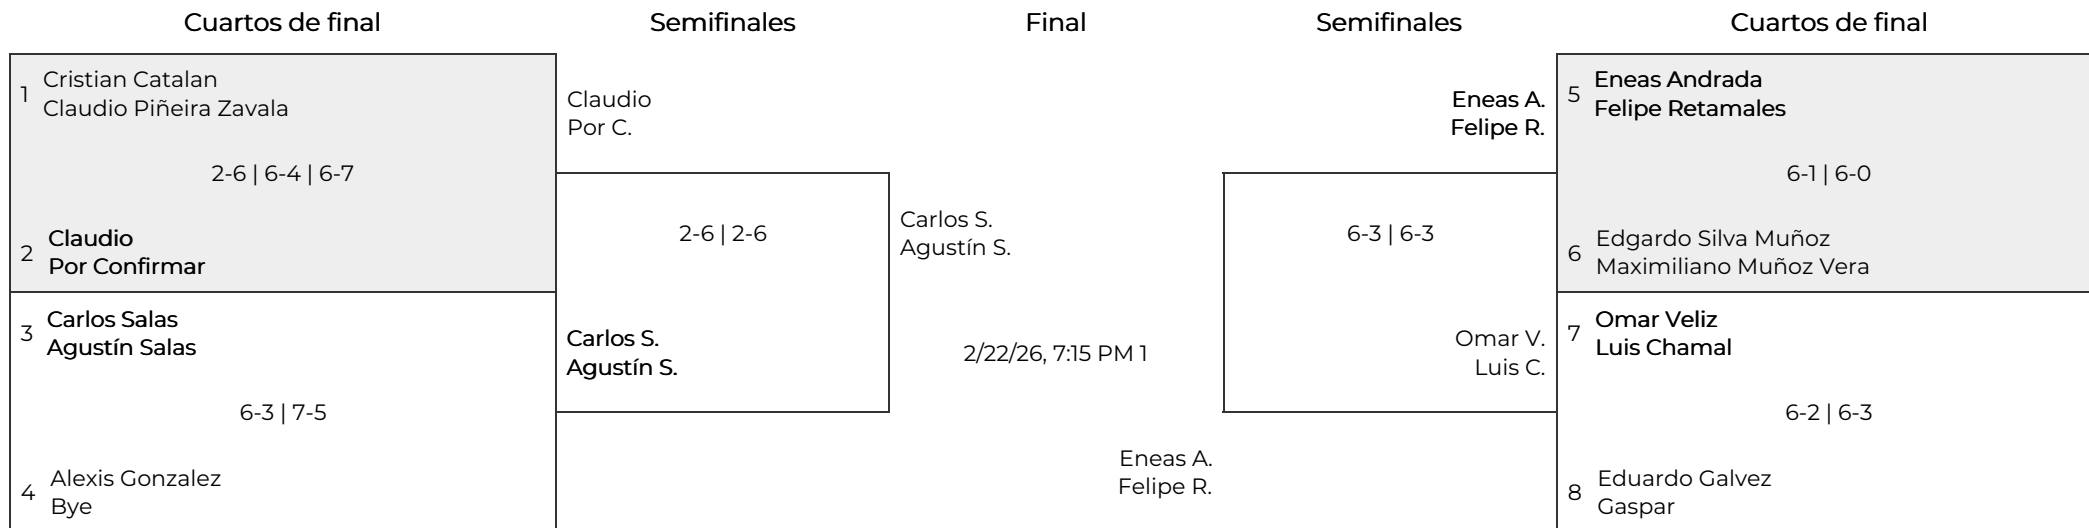 Cuartos de final
Semifinales
Final
Semifinales
Cuartos de final
1
Cristian Catalan
Claudio Piñeira Zavala
2-6 | 6-4 | 6-7
2
Claudio
Por Confirmar
3
Carlos Salas
Agustín Salas
6-3 | 7-5
4
Alexis Gonzalez
Bye
Claudio
Por C.
2-6 | 2-6
Carlos S.
Agustín S.
Carlos S.
Agustín S.
2/22/26, 7:15 PM 1
Eneas A.
Felipe R.
Eneas A.
Felipe R.
6-3 | 6-3
Omar V.
Luis C.
5
Eneas Andrada
Felipe Retamales
6-1 | 6-0
6
Edgardo Silva Muñoz
Maximiliano Muñoz Vera
7
Omar Veliz
Luis Chamal
6-2 | 6-3
8
Eduardo Galvez
Gaspar